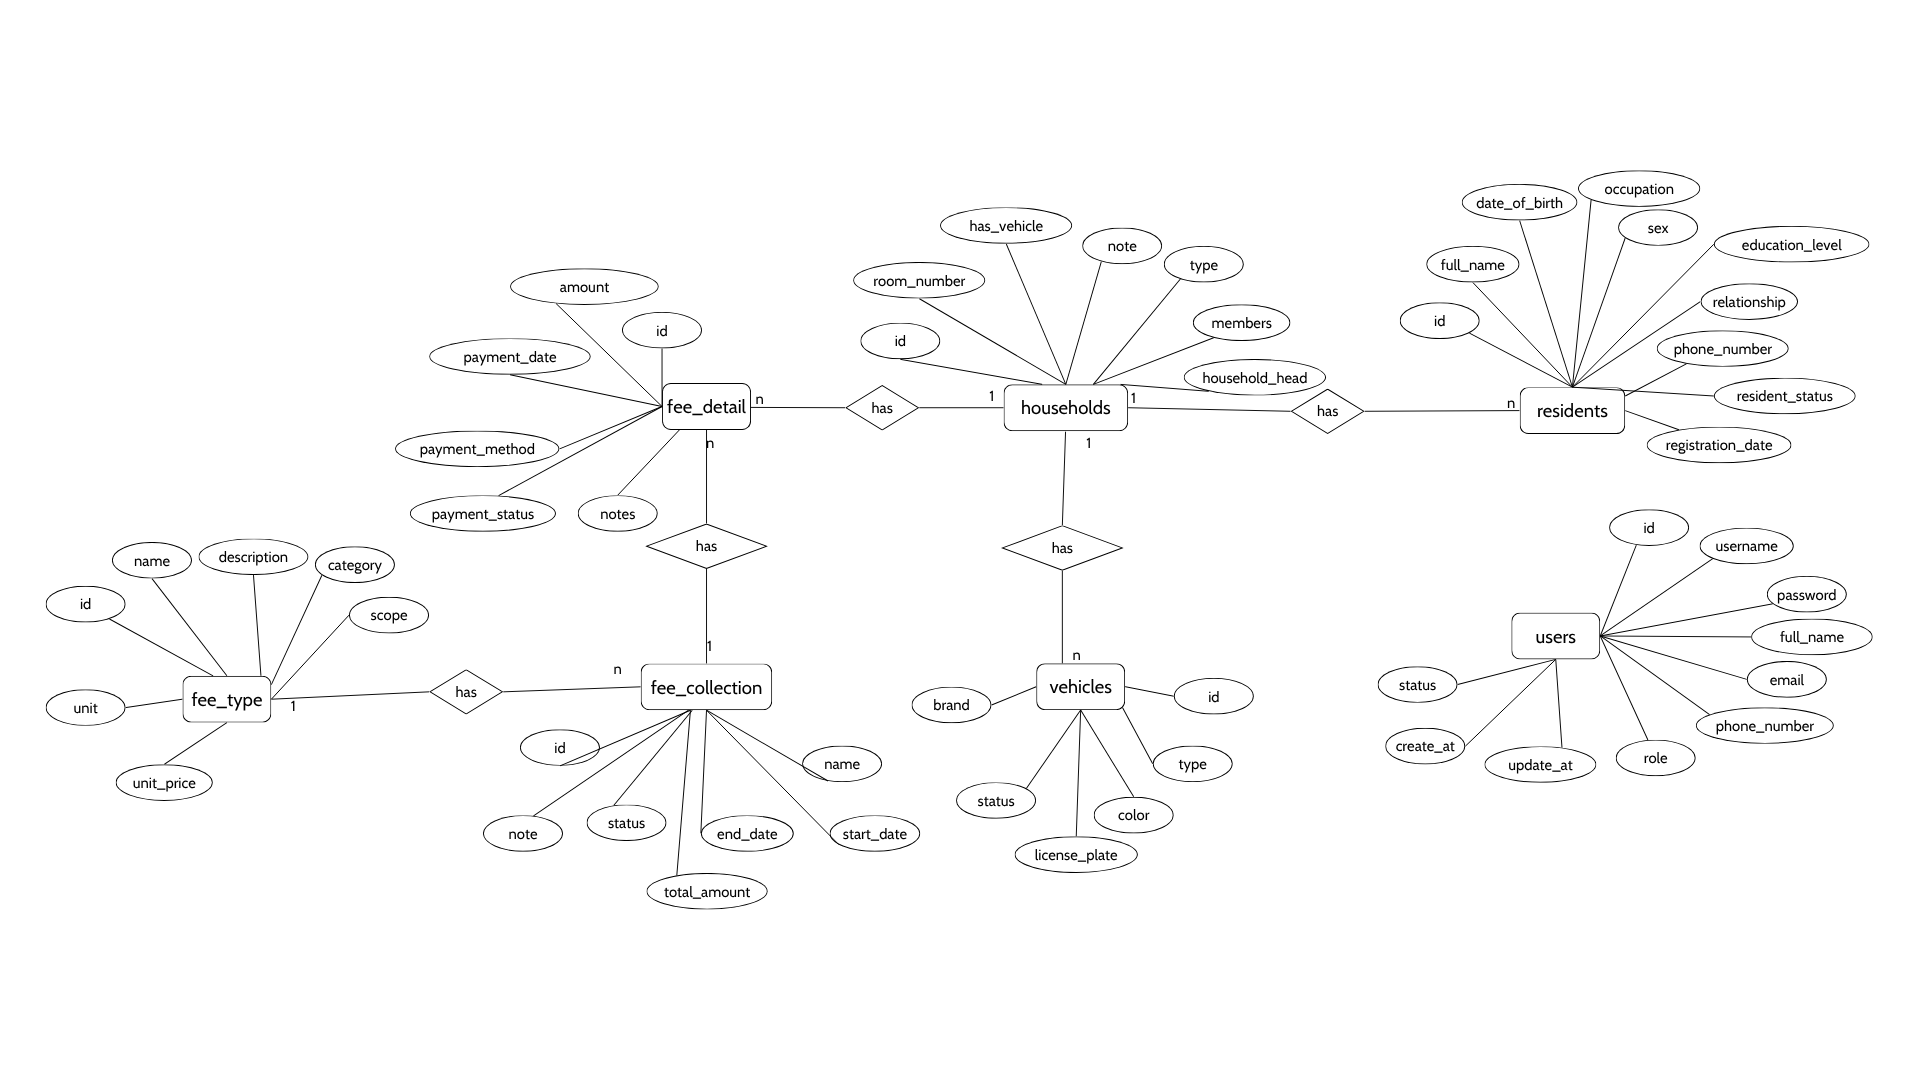 occupation
date_of_birth
has_vehicle
sex
note
education_level
type
full_name
room_number
amount
relationship
id
members
id
id
phone_number
payment_date
household_head
resident_status
fee_detail
n
has
1
households
1
has
n
residents
n
1
payment_method
registration_date
payment_status
notes
id
has
has
username
name
description
category
password
id
scope
users
full_name
1
n
n
fee_collection
vehicles
email
status
has
id
fee_type
1
unit
brand
phone_number
id
create_at
name
type
update_at
role
unit_price
status
color
note
status
end_date
start_date
license_plate
total_amount